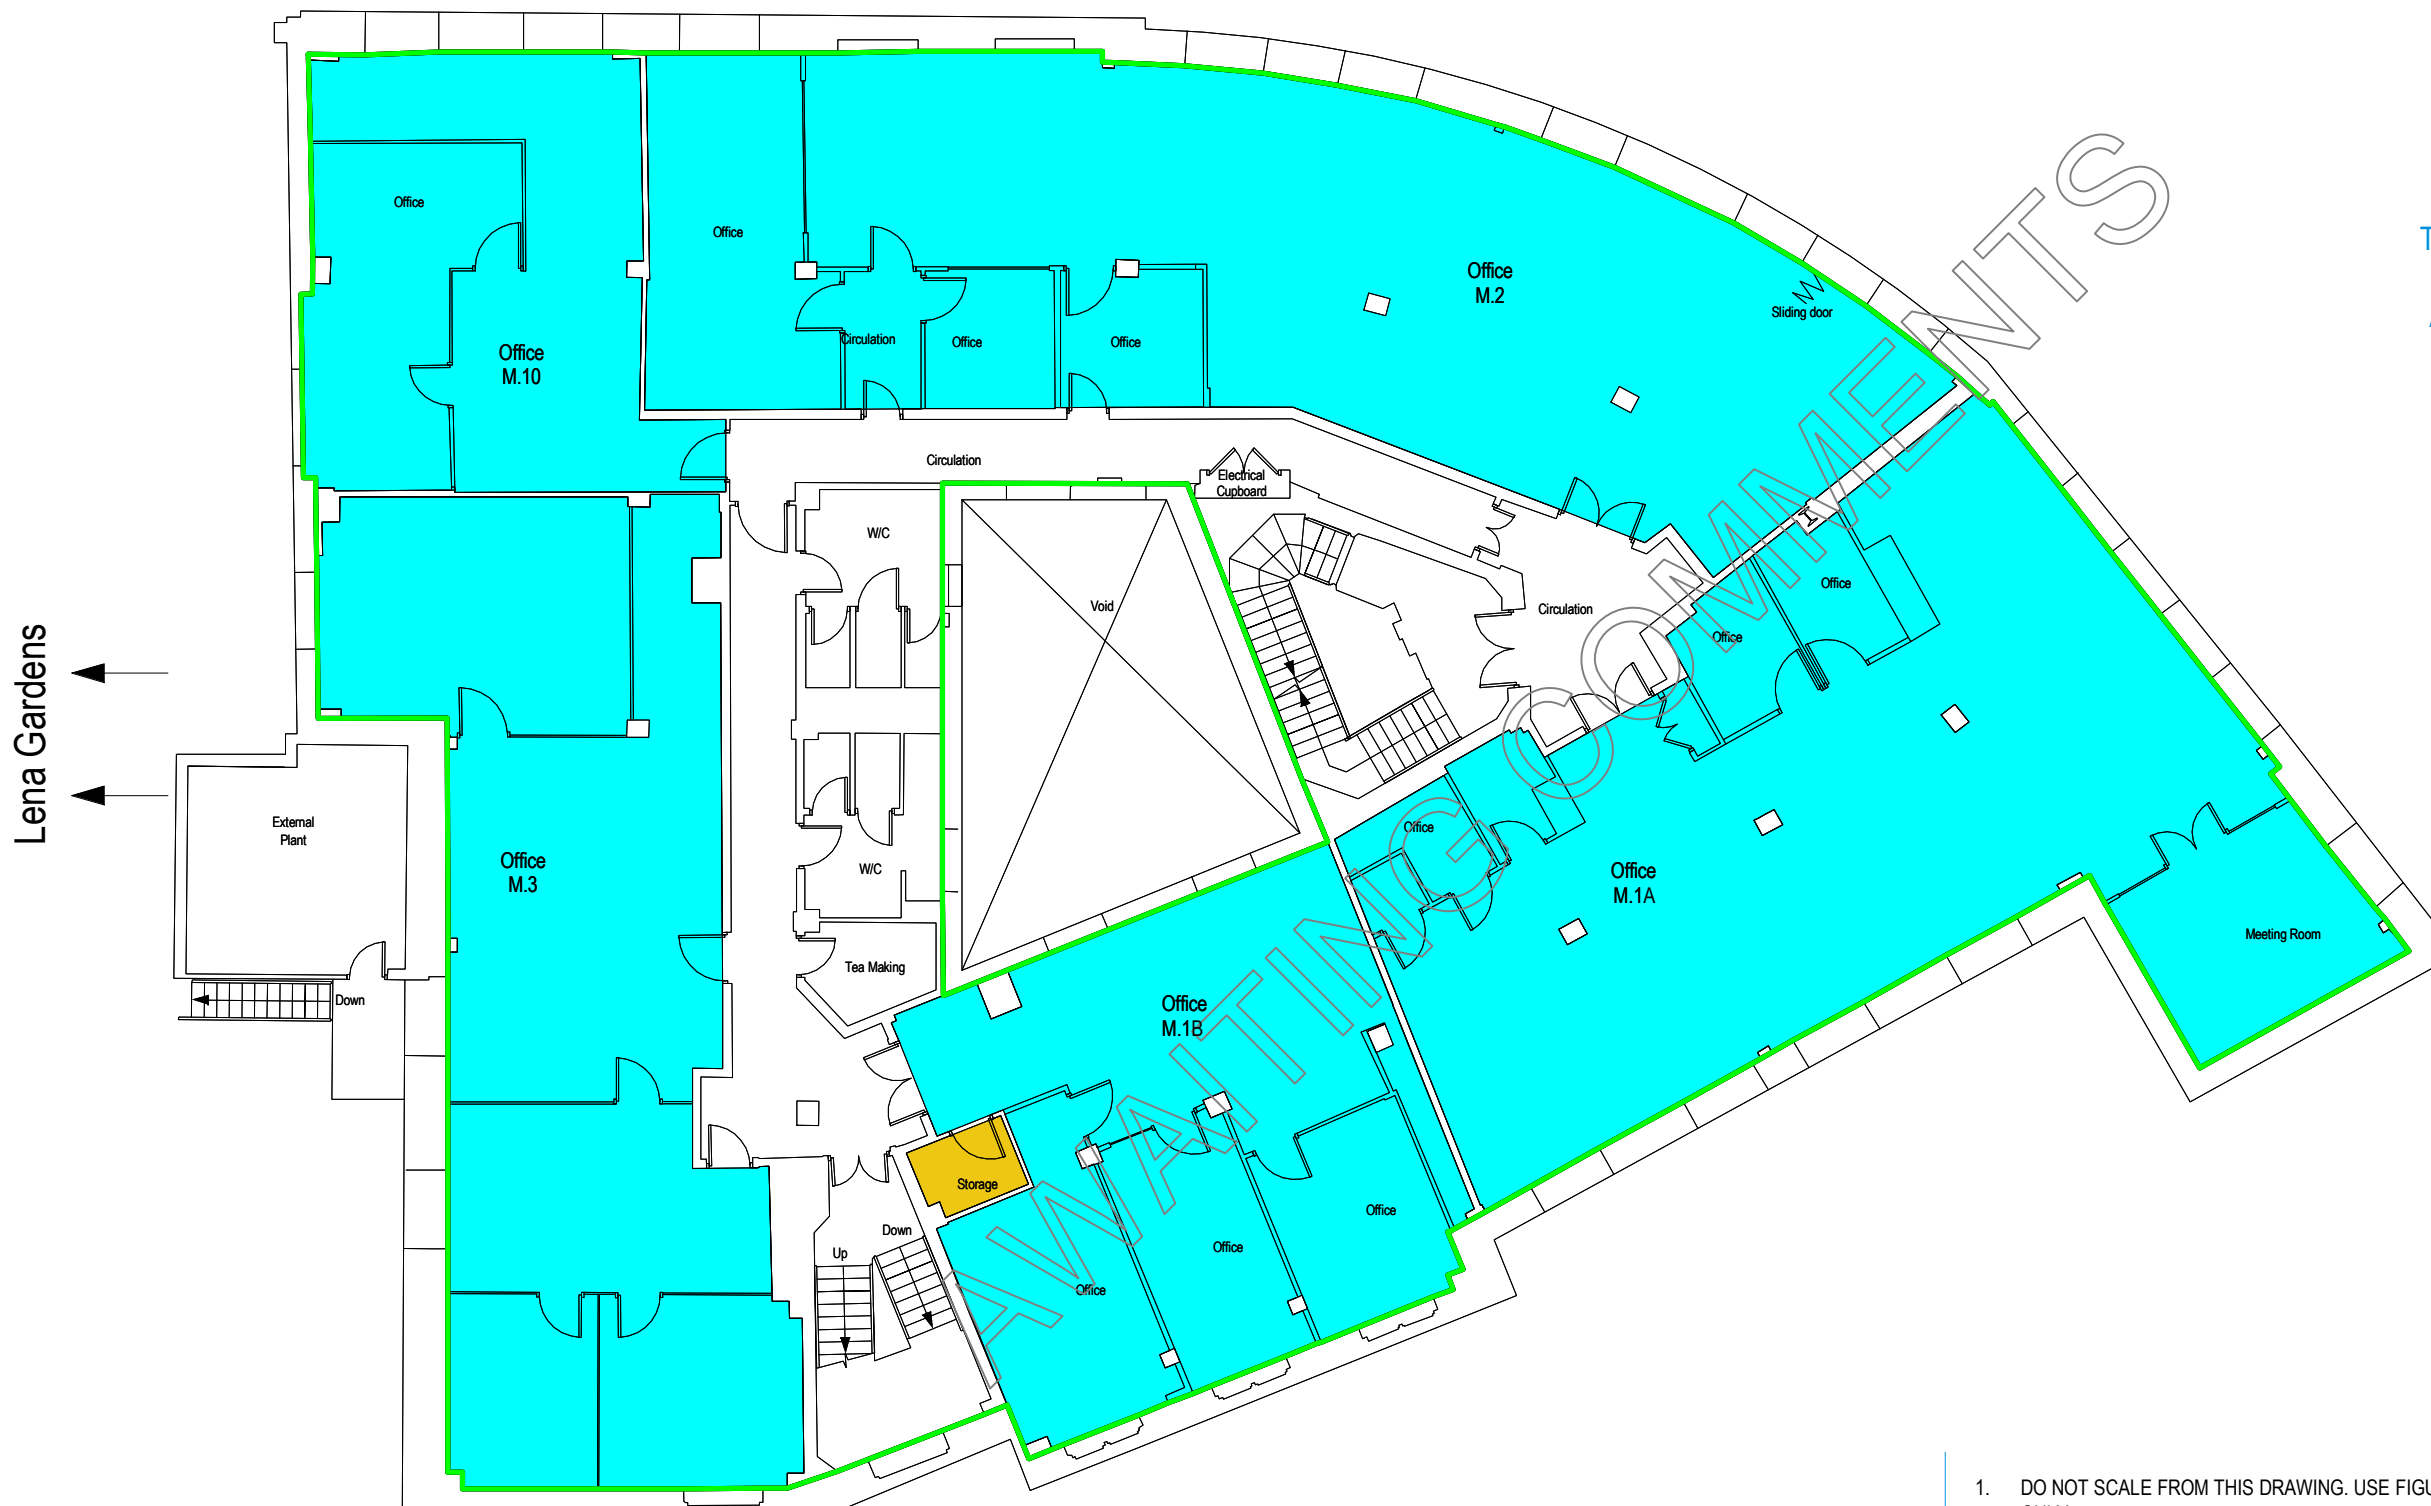 Office
Office
Office
M.2
Sliding door
Circulation
Office
Office
Office
M.10
Circulation
Electrical
Cupboard
W/C
Void
Circulation
Office
Office
Lena Gardens
External
Plant
Down
Office
M.3
W/C
Tea Making
Office
Office
M.1A
Meeting Room
Office
M.1B
Storage
Down
Up
Office
Office
Office
AWAITING COMMENTS
1. DO NOT SCALE FROM THIS DRAWING. USE